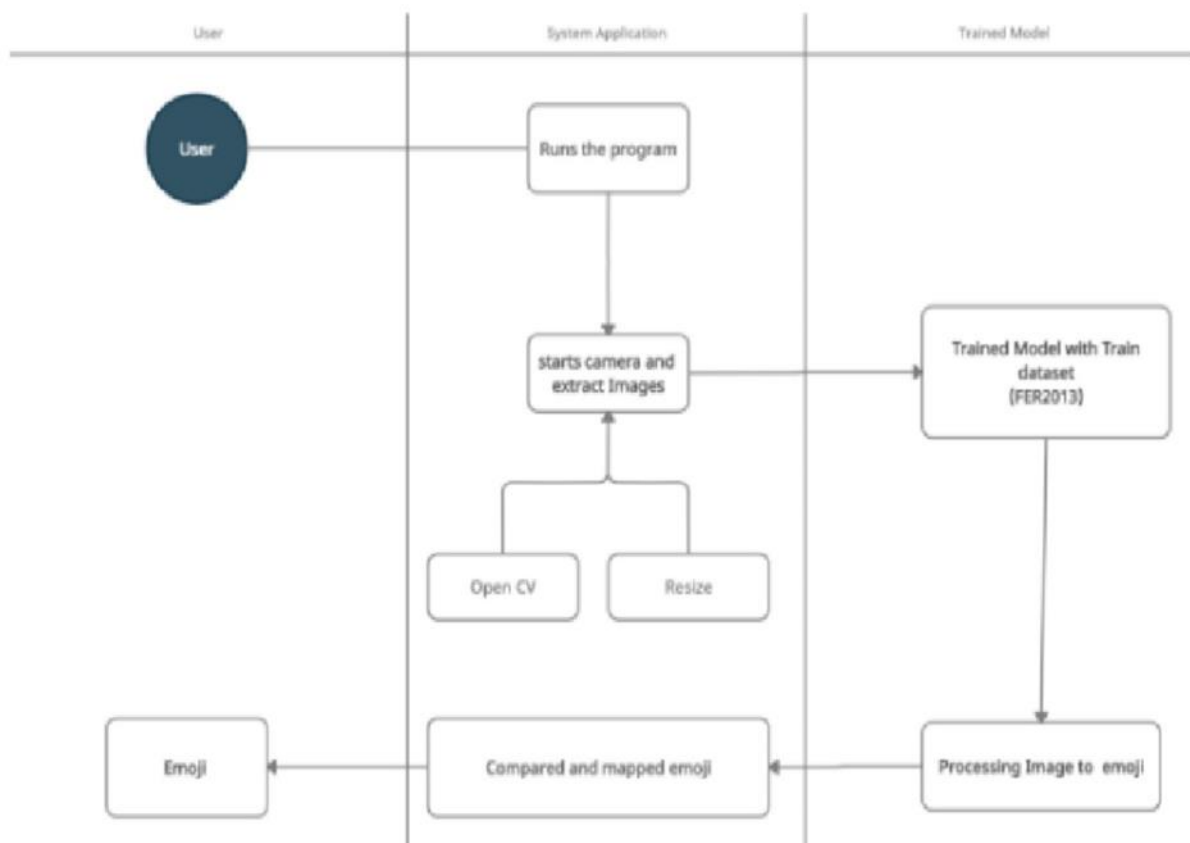 User
System Application
Trained Model
User
Runs the program
starts camera and
extract Images
Trained Model with Train
dataset
(FER2013)
Open CV
Resize
Emoji
Compared and mapped emoji
Processing Image to emoji